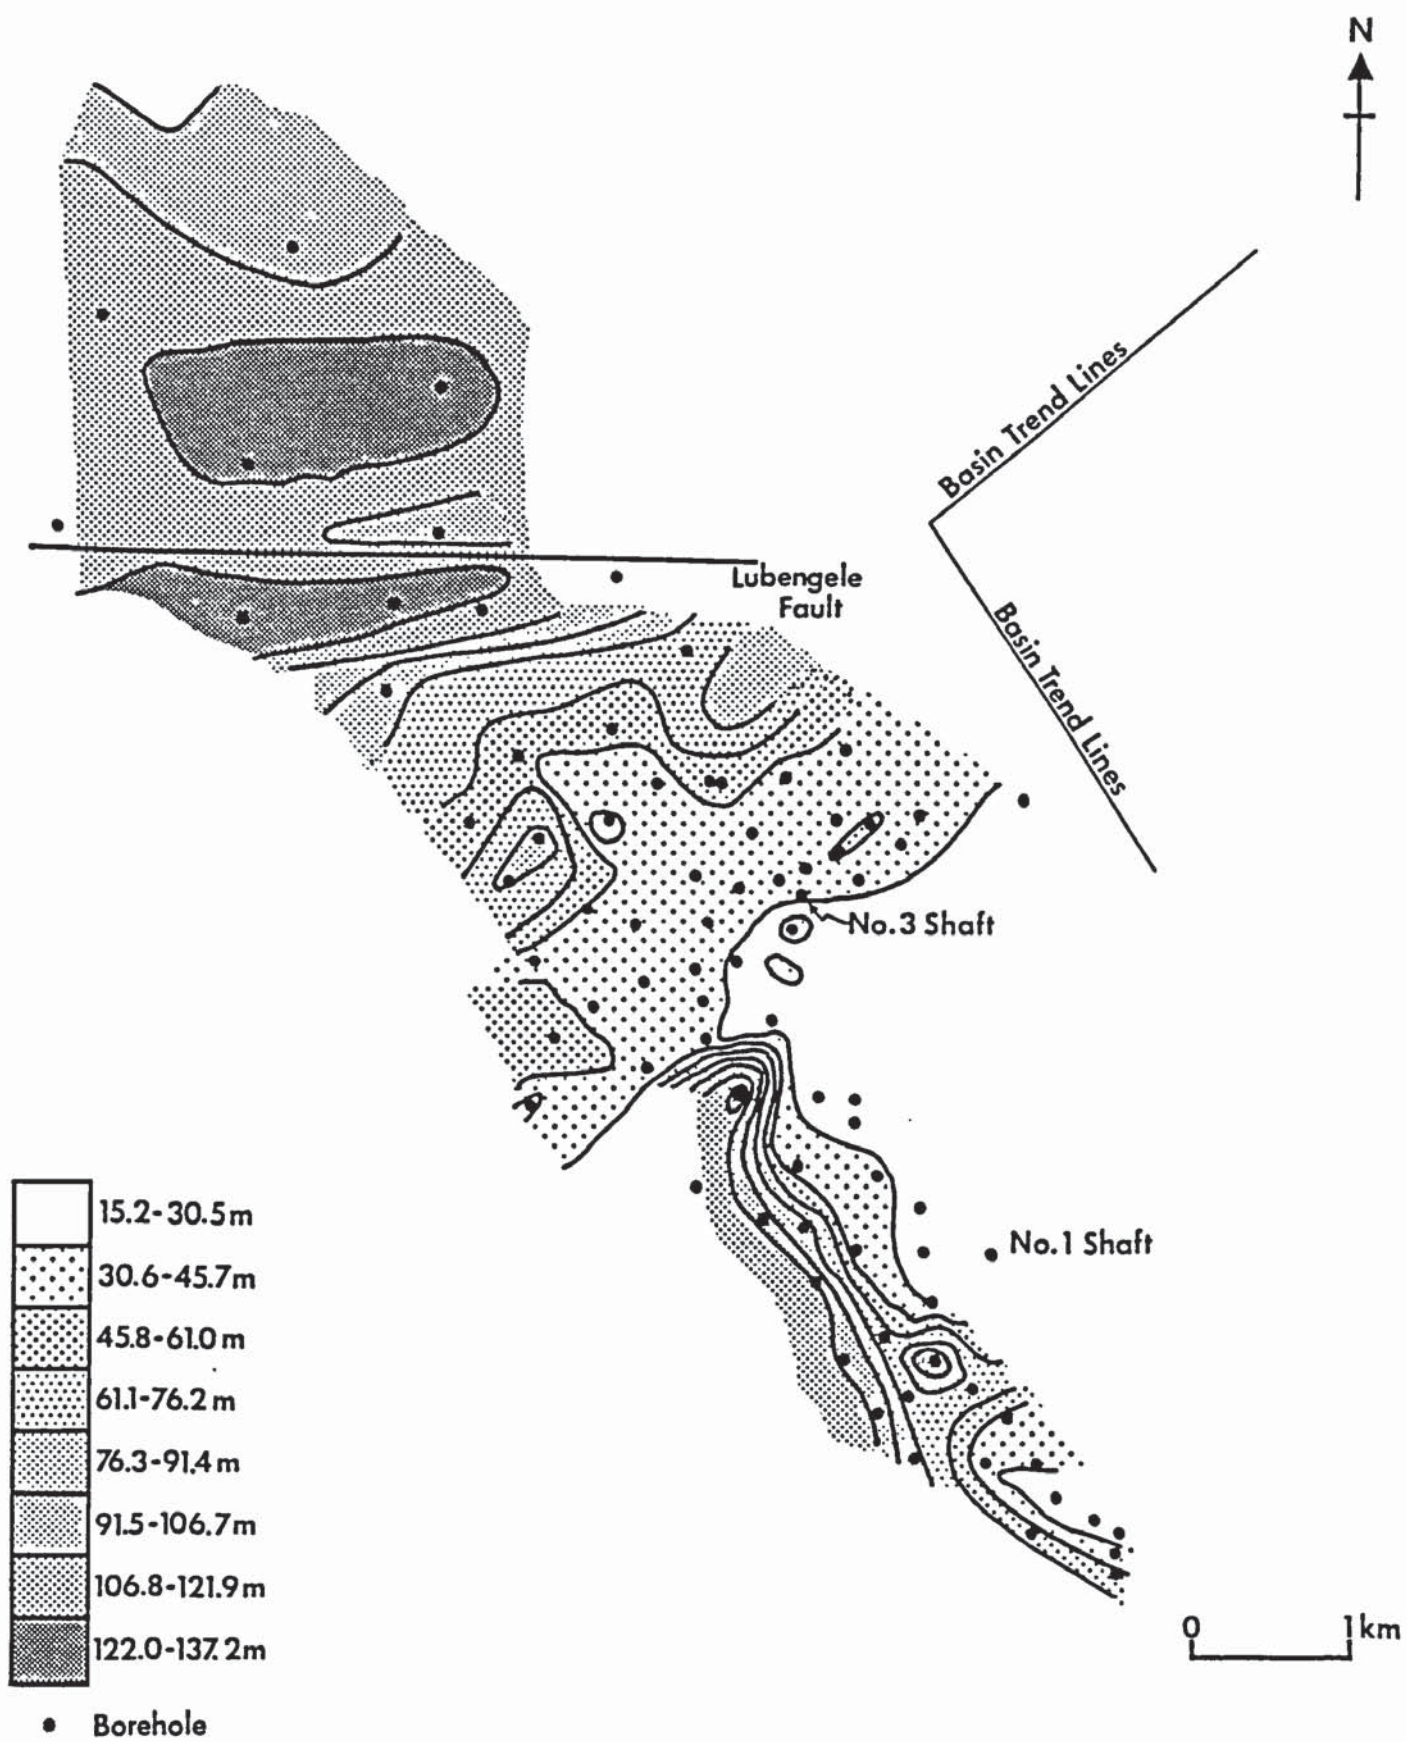 N
Basin Trend Lines
Lubengele
Fault
Basin Trend Lines
No.3 Shaft
No.1 Shaft
15.2-30.5m
30.6-45.7m
45.8-61.0m
61.1-76.2m
76.3-91.4m
91.5-106.7m
106.8-121.9m
122.0-137.2m
Borehole
0 1km